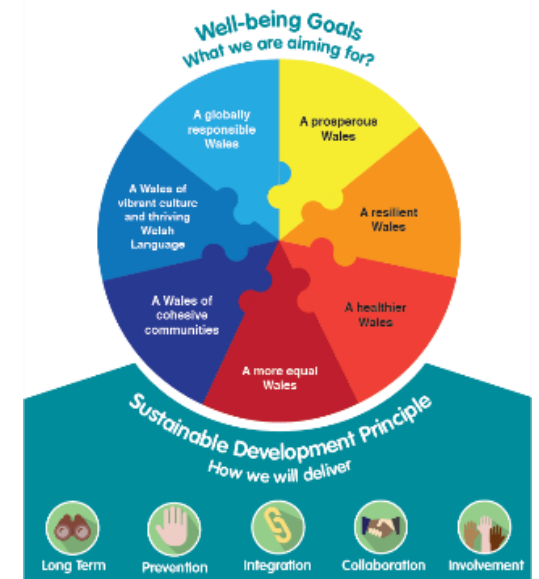 Well-being Goals
What we are aiming for?
A prosperous
Wales
A resilient
Wales
A healthier
Wales
A more equal
Wales
A Wales of
cohesive
communities
A Wales of
vibrant culture
and thriving
Welsh
Language
A globally
responsible
Wales
Sustainable Development Principle
How we will deliver
Long Term
Prevention
Integration
Collaboration
Involvement